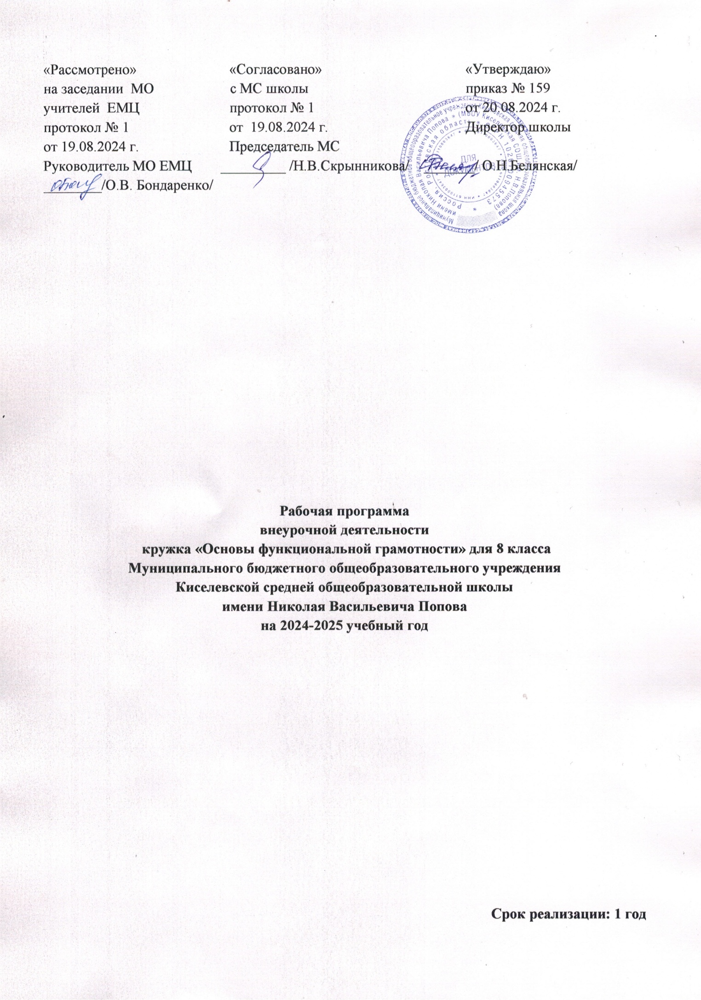 «Рассмотрено»
на заседании  МО
учителей  ЕМЦ
протокол № 1
от 19.08.2024 г.
Руководитель МО ЕМЦ
_________/О.В. Бондаренко/
«Согласовано»
с МС школы
протокол № 1
от  19.08.2024 г.
Председатель МС
__________ /Н.В.Скрынникова/
«Утверждаю»
приказ № 159
от 20.08.2024 г.
Директор школы
________/ О.Н.Белянская/
ДЛЯ
ДОКУМЕНТОВ
Рабочая программа
внеурочной деятельности
кружка «Основы функциональной грамотности» для 8 класса
Муниципального бюджетного общеобразовательного учреждения
Киселевской средней общеобразовательной школы
имени Николая Васильевича Попова
на 2024-2025 учебный год
Срок реализации: 1 год